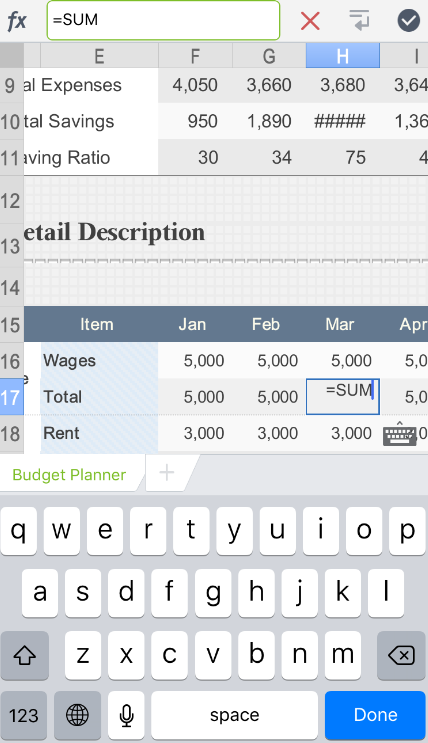 fx =SUM
E F G H I
9 al Expenses 4,050 3,660 3,680 3,64
10 tal Savings 950 1,890 ##### 1,36
11 aving Ratio 30 34 75 4
12
13 etail Description
14
15 Item Jan Feb Mar Apr
16 Wages 5,000 5,000 5,000 5,0
e
17 Total 5,000 5,000 =SUM 5,0
18 Rent 3,000 3,000 3,000
Budget Planner +
q w e r t y u i o p
a s d f g h j k l
z x c v b n m
123 space Done